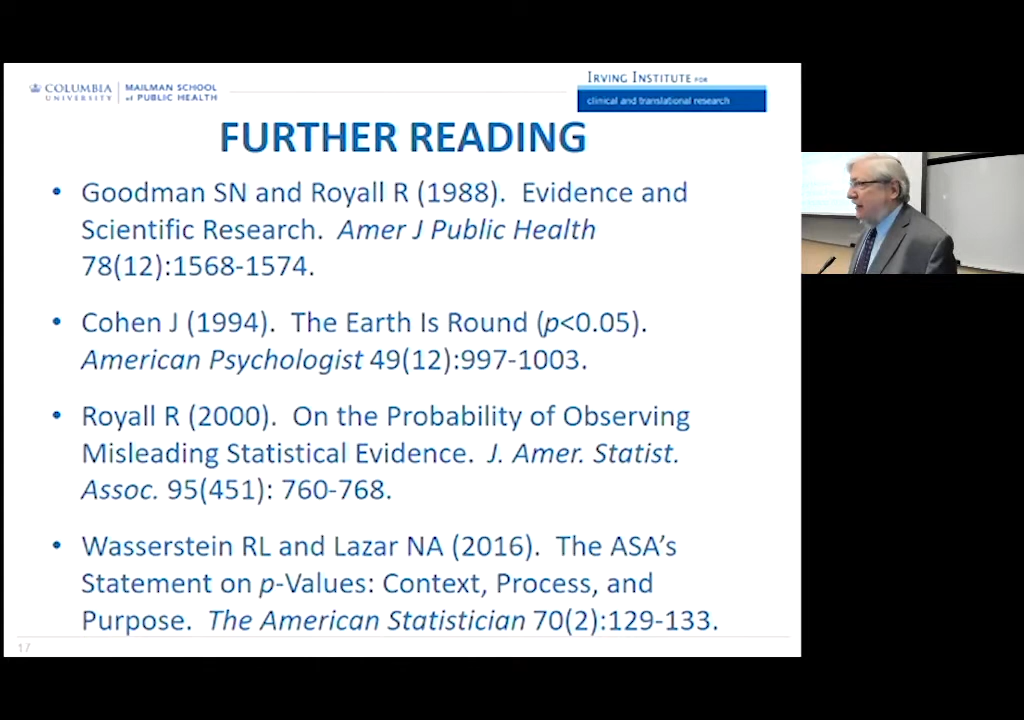 COLUMBIA UNIVERSITY
MAILMAN SCHOOL of PUBLIC HEALTH
IRVING INSTITUTE FOR
clinical and translational research
FURTHER READING
• Goodman SN and Royall R (1988). Evidence and
Scientific Research. Amer J Public Health
78(12):1568-1574.
• Cohen J (1994). The Earth Is Round (p<0.05).
American Psychologist 49(12):997-1003.
• Royall R (2000). On the Probability of Observing
Misleading Statistical Evidence. J. Amer. Statist.
Assoc. 95(451): 760-768.
• Wasserstein RL and Lazar NA (2016). The ASA's
Statement on p-Values: Context, Process, and
Purpose. The American Statistician 70(2):129-133.
17